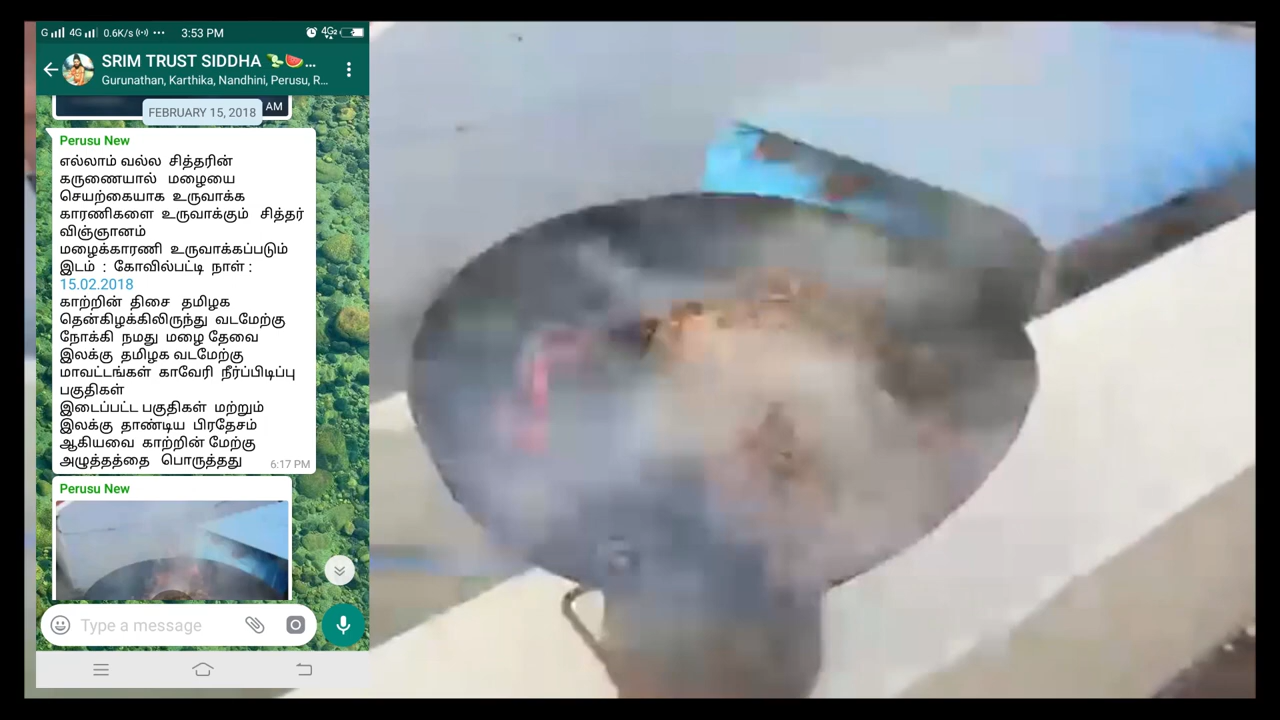 G 4G 0.6K/s ••• 3:53 PM 4G2
SRIM TRUST SIDDHA 🍉...
Gurunathan, Karthika, Nandhini, Perusu, R...
AM
FEBRUARY 15, 2018
Perusu New
எல்லாம் வல்ல சித்தரின்
கருணையால் மழையை
செயற்கையாக உருவாக்க
காரணிகளை உருவாக்கும் சித்தர்
விஞ்ஞானம்
மழைக்காரணி உருவாக்கப்படும்
இடம் : கோவில்பட்டி நாள் :
15.02.2018
காற்றின் திசை தமிழக
தென்கிழக்கிலிருந்து வடமேற்கு
நோக்கி நமது மழை தேவை
இலக்கு தமிழக வடமேற்கு
மாவட்டங்கள் காவேரி நீர்ப்பிடிப்பு
பகுதிகள்
இடைப்பட்ட பகுதிகள் மற்றும்
இலக்கு தாண்டிய பிரதேசம்
ஆகியவை காற்றின் மேற்கு
அழுத்தத்தை பொருத்தது 6:17 PM
Perusu New
Type a message